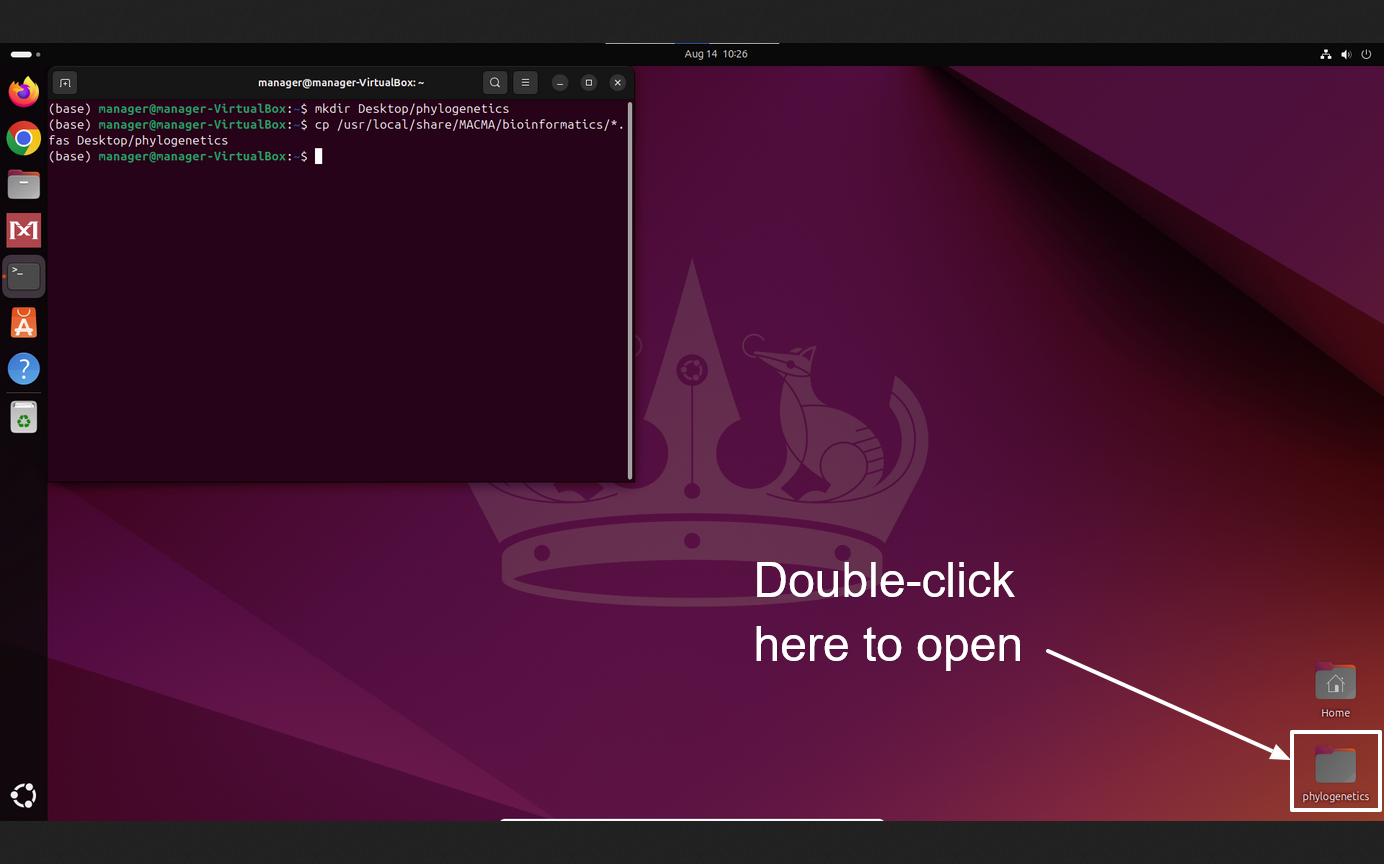 Aug 14 10:26
manager@manager-VirtualBox: ~
(base) manager@manager-VirtualBox:~$ mkdir Desktop/phylogenetics
(base) manager@manager-VirtualBox:~$ cp /usr/local/share/MACMA/bioinformatics/*.
fas Desktop/phylogenetics
(base) manager@manager-VirtualBox:~$
Double-click
here to open
Home
phylogenetics